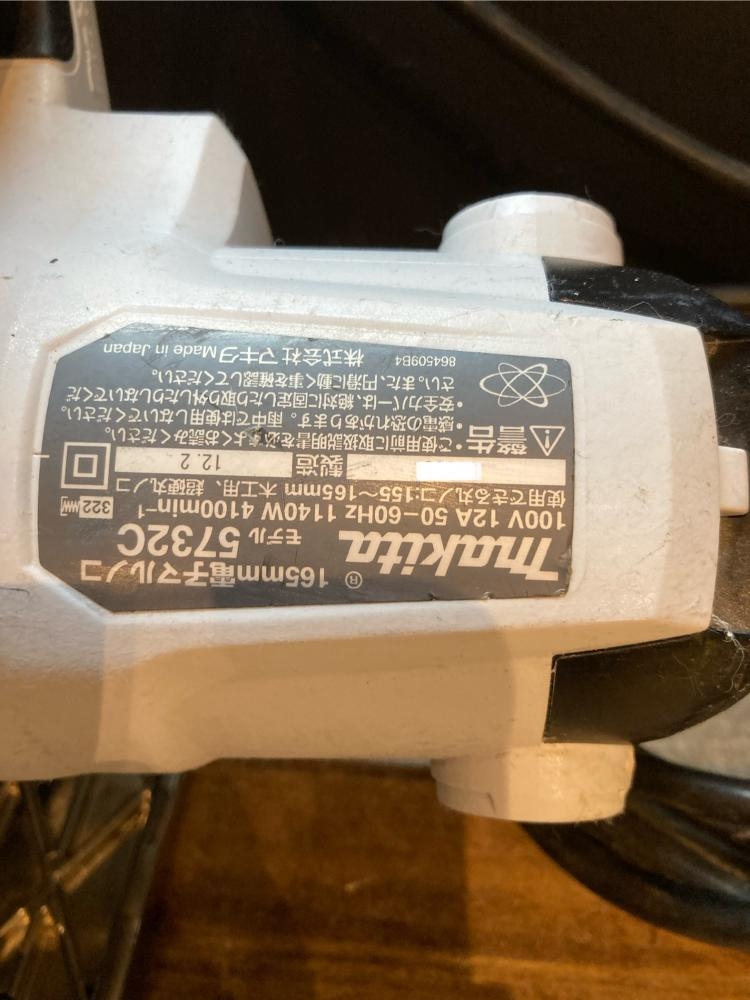 165mm電子マルノコ
makita® モデル 5732C
100V 12A 50-60Hz 1140W 4100min⁻¹
使用できる丸ノコ:155～165mm 木工用、超硬丸ノコ
322
製造 12.2
警告
・ご使用前に取扱説明書を必ずよくお読みください。
・感電の恐れがあります。雨中では使用しないでください。
・安全カバーは、絶対に固定したり取り外したりしないでくだ
さい。また、円滑に動く事を確認してください。
864509B4 株式会社マキタ Made in Japan